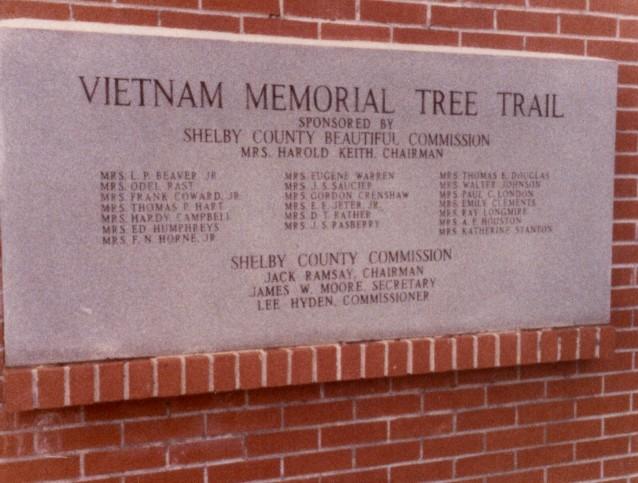 VIETNAM MEMORIAL TREE TRAIL
SPONSORED BY
SHELBY COUNTY BEAUTIFUL COMMISSION
MRS. HAROLD KEITH, CHAIRMAN
MRS. L. P. BEAVER, JR.
MRS. ODEL RAST
MRS. FRANK COWARD, JR.
MRS. THOMAS P. HART
MRS. HARDY CAMPBELL
MRS. ED HUMPHREYS
MRS. F. N. HORNE, JR.
MRS. EUGENE WARREN
MRS. J. S. SAUCIER
MRS. GORDON CRENSHAW
MRS. E. E. JETER, JR.
MRS. D. T. RATHER
MRS. J. S. PASBERRY
MRS. THOMAS E. DOUGLAS
MRS. WALTER JOHNSON
MRS. PAUL C. LONDON
MRS. EMILY CLEMENTS
MRS. RAY LONGMIRE
MRS. A. E. HOUSTON
MRS. KATHERINE STANTON
SHELBY COUNTY COMMISSION
JACK RAMSAY, CHAIRMAN
JAMES W. MOORE, SECRETARY
LEE HYDEN, COMMISSIONER